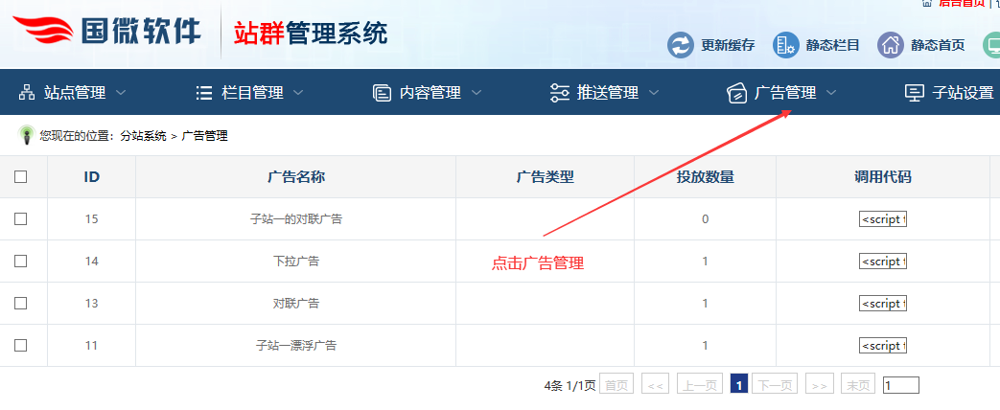 后台首页 |
国微软件 站群管理系统
更新缓存 静态栏目 静态首页
站点管理 栏目管理 内容管理 推送管理 广告管理 子站设置
您现在的位置：分站系统 > 广告管理
ID 广告名称 广告类型 投放数量 调用代码
15 子站一的对联广告 0 <script
14 下拉广告 1 <script
点击广告管理
13 对联广告 1 <script
11 子站一漂浮广告 1 <script
4条 1/1页 首页 << 上一页 1 下一页 >> 末页 1